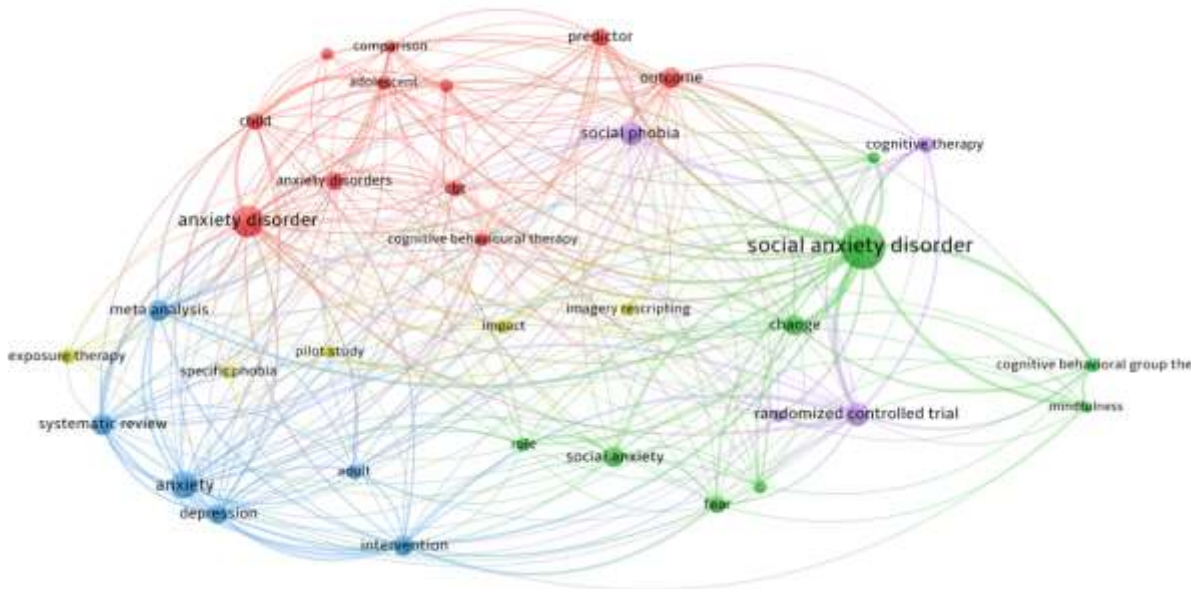 comparison
predictor
adolescent
outcome
child
social phobia
cognitive therapy
anxiety disorders
cbt
anxiety disorder
cognitive behavioural therapy
social anxiety disorder
meta analysis
imagery rescripting
impact
change
exposure therapy
pilot study
specific phobia
cognitive behavioral group the
mindfulness
randomized controlled trial
systematic review
role
social anxiety
adult
anxiety
fear
depression
intervention